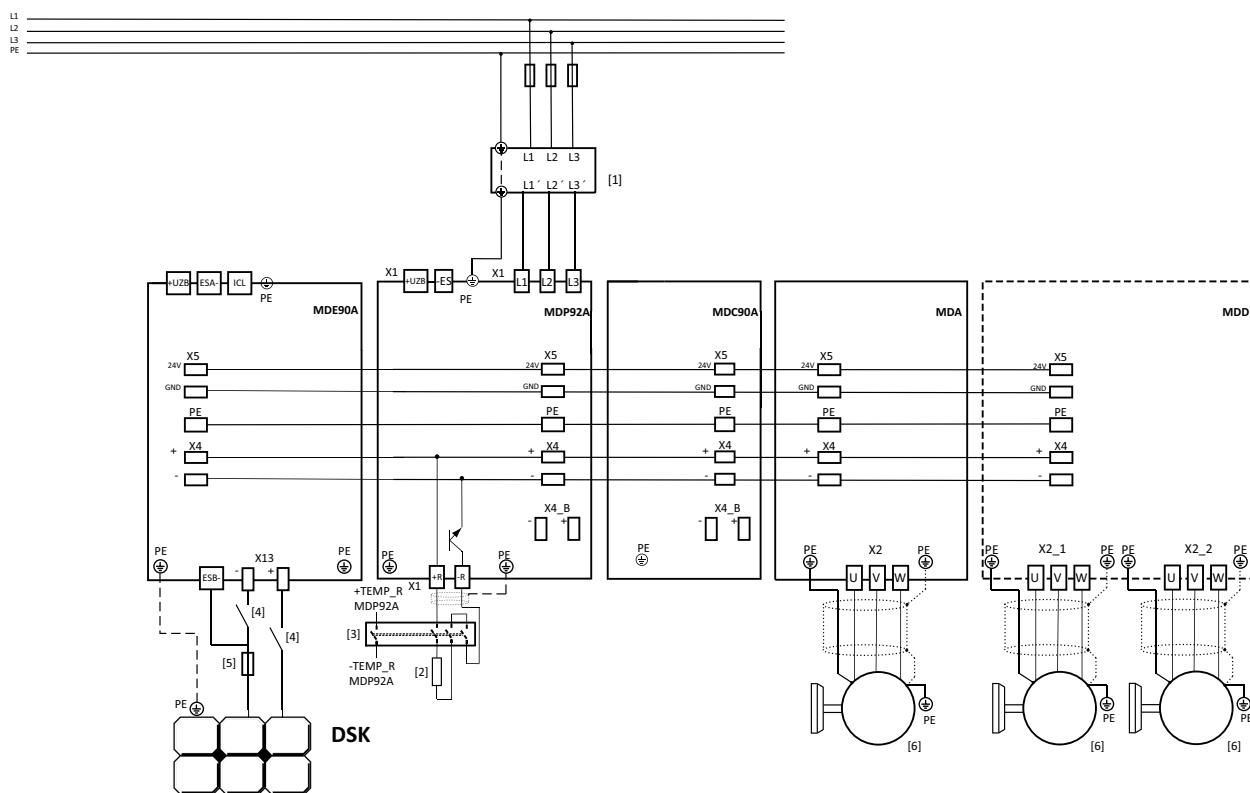 L1
L2
L3
PE
L1 L2 L3
L1´ L2´ L3´
[1]
+UZB ESA- ICL
PE
X1 +UZB -ES X1 L1 L2 L3
PE
MDE90A
MDP92A
MDC90A
MDA
MDD
X5 X5 X5 X5 X5
24V 24V 24V 24V 24V
GND GND GND GND GND
PE PE PE PE PE
+ X4 + X4 + X4 + X4 + X4
- - - - -
X4_B X4_B
- + - +
PE PE PE PE PE
PE PE X2 PE PE X2_1 PE PE X2_2 PE
ESB- - X13 + +R X1 -R
U V W U V W U V W
+TEMP_R
MDP92A
[4] [4]
[3]
[5]
-TEMP_R
MDP92A
[2]
PE
PE PE PE
DSK
[6] [6] [6]